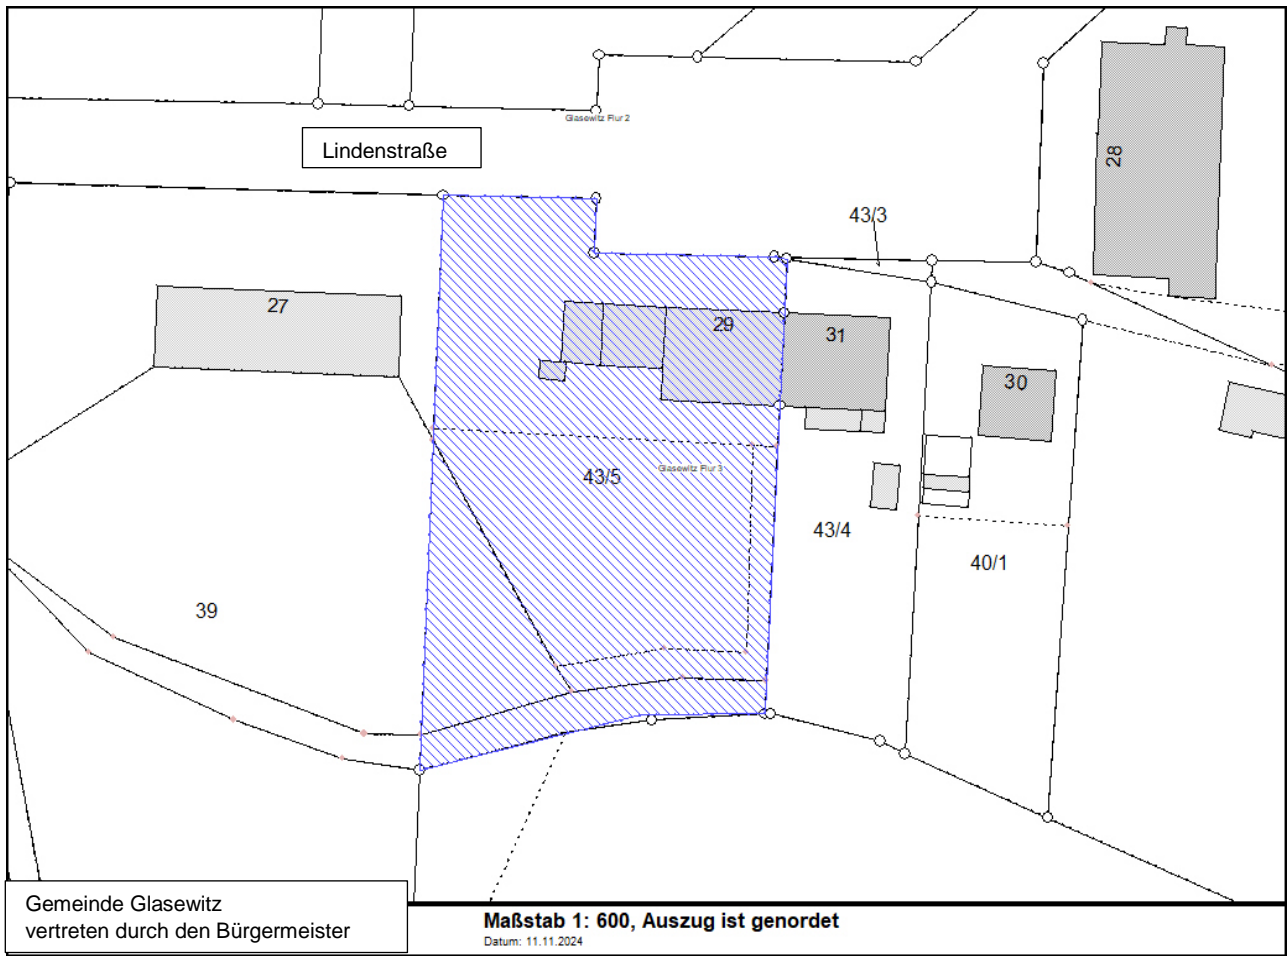 Glasewitz Flur 2
Lindenstraße
28
43/3
27
29
31
30
Glasewitz Flur 3
43/5
43/4
40/1
39
Gemeinde Glasewitz
vertreten durch den Bürgermeister
Maßstab 1: 600, Auszug ist genordet
Datum: 11.11.2024